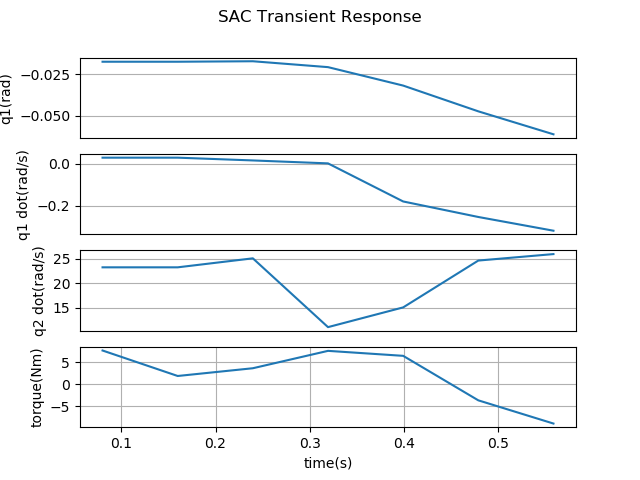 SAC Transient Response
q1(rad)
−0.025
−0.050
q1 dot(rad/s)
0.0
−0.2
q2 dot(rad/s)
25
20
15
torque(Nm)
5
0
−5
0.1 0.2 0.3 0.4 0.5
time(s)